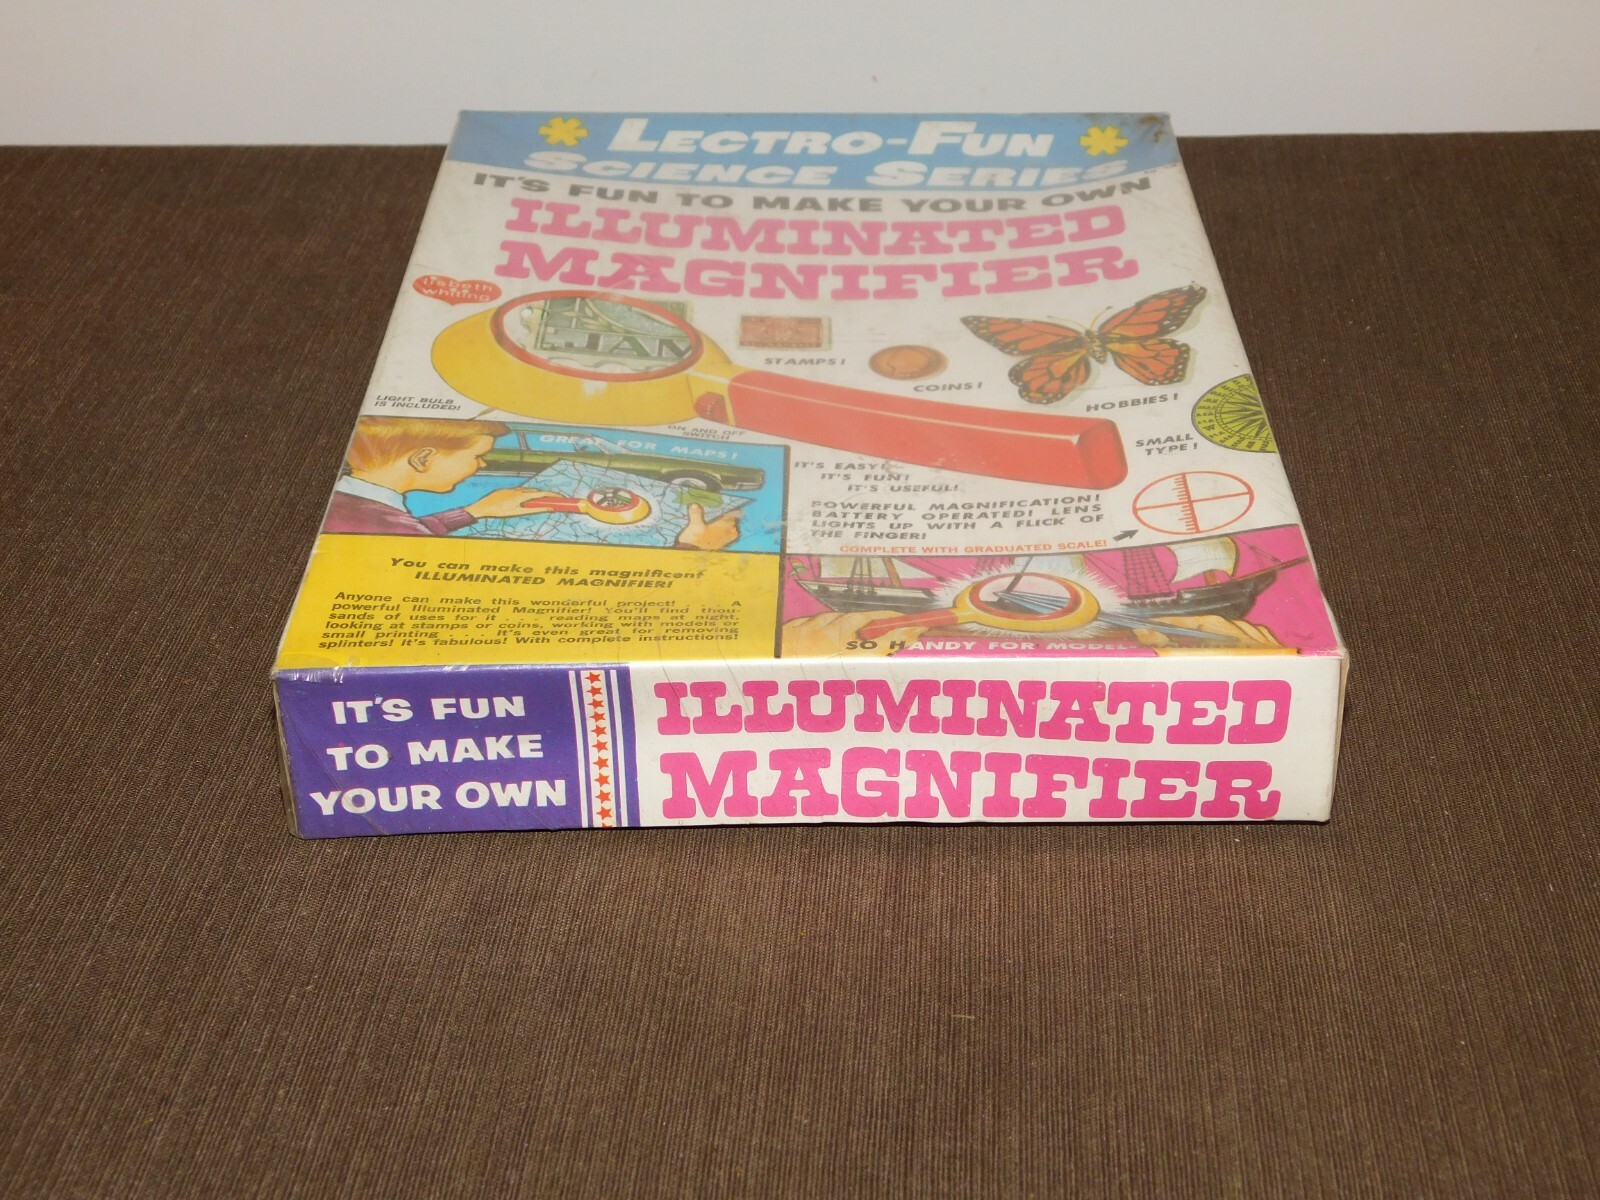 LECTRO-FUN
SCIENCE SERIES
IT'S FUN TO MAKE YOUR OWN
ILLUMINATED
MAGNIFIER
lisbeth
whiting
JAM
STAMPS!
COINS!
HOBBIES!
SMALL
TYPE!
LIGHT BULB
IS INCLUDED!
ON AND OFF
SWITCH
GREAT FOR MAPS!
IT'S EASY!
IT'S FUN!
IT'S USEFUL!
POWERFUL MAGNIFICATION!
BATTERY OPERATED! LENS
LIGHTS UP WITH A FLICK OF
THE FINGER!
COMPLETE WITH GRADUATED SCALE!
You can make this magnificent
ILLUMINATED MAGNIFIER!
Anyone can make this wonderful project! . . . A
powerful Illuminated Magnifier! You'll find thou-
sands of uses for it . . . reading maps at night,
looking at stamps or coins, working with models or
small printing . . . It's even great for removing
splinters! It's fabulous! With complete instructions!
SO HANDY FOR MODEL
IT'S FUN
TO MAKE
YOUR OWN
ILLUMINATED
MAGNIFIER